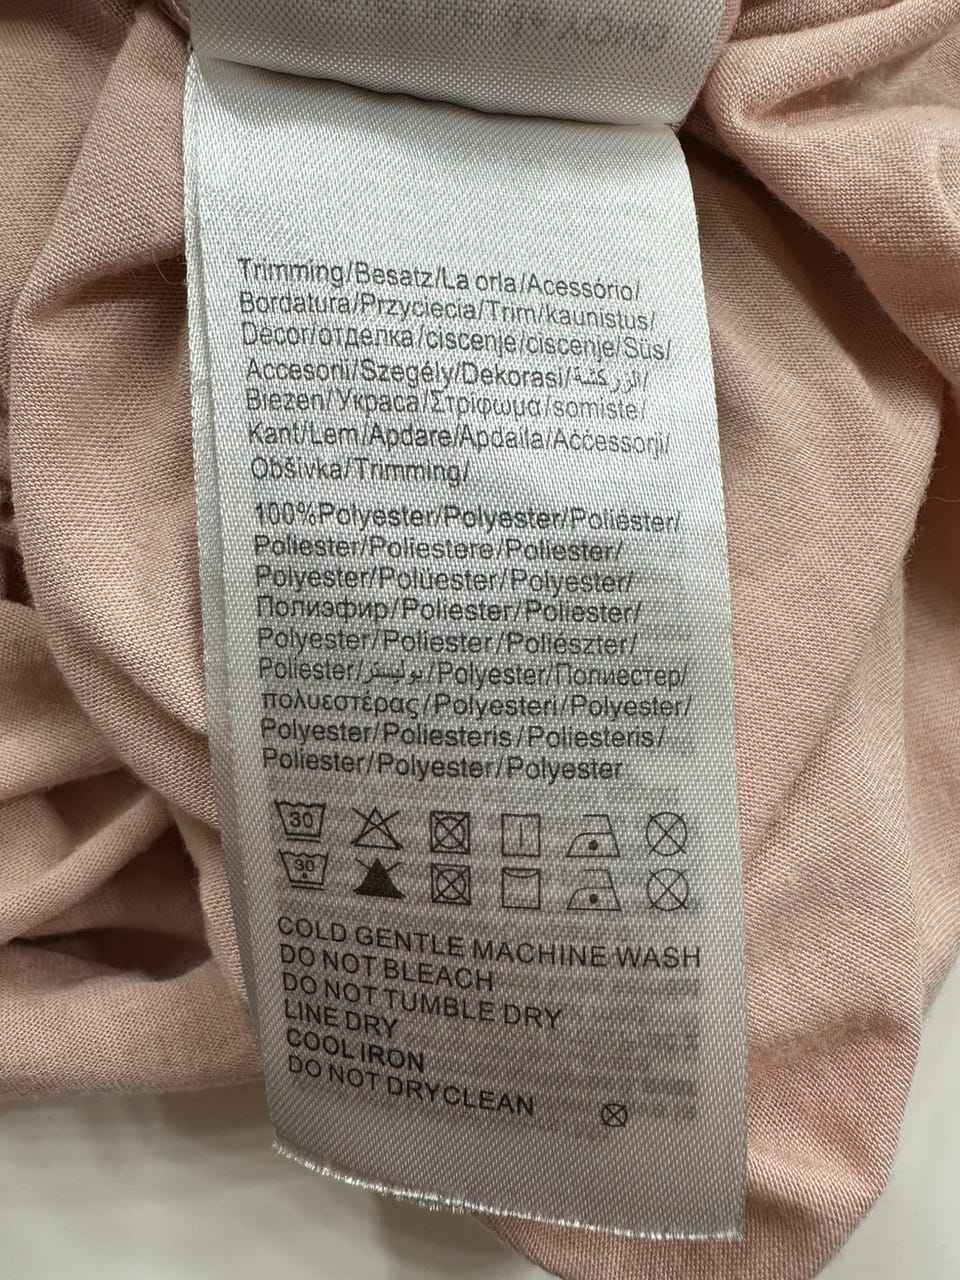 Trimming/Besatz/La orla/Acessório/
Bordatura/Przyciecia/Trim/kaunistus/
Décor/отделка/ciscenje/ciscenje/Süs/
Accesorii/Szegély/Dekorasi/الزركشة/
Biezen/Украса/Στριφωμα/somiste/
Kant/Lem/Apdare/Apdaila/Aċċessorji/
Obšivka/Trimming/
100%Polyester/Polyester/Poliéster/
Poliester/Poliestere/Poliester/
Polyester/Polüester/Polyester/
Полиэфир/Poliester/Poliester/
Polyester/Poliester/Poliészter/
Poliester/بوليستر/Polyester/Полиестер/
πολυεστέρας/Polyesteri/Polyester/
Polyester/Poliesteris/Poliesteris/
Poliester/Polyester/Polyester
30
30
COLD GENTLE MACHINE WASH
DO NOT BLEACH
DO NOT TUMBLE DRY
LINE DRY
COOL IRON
DO NOT DRYCLEAN